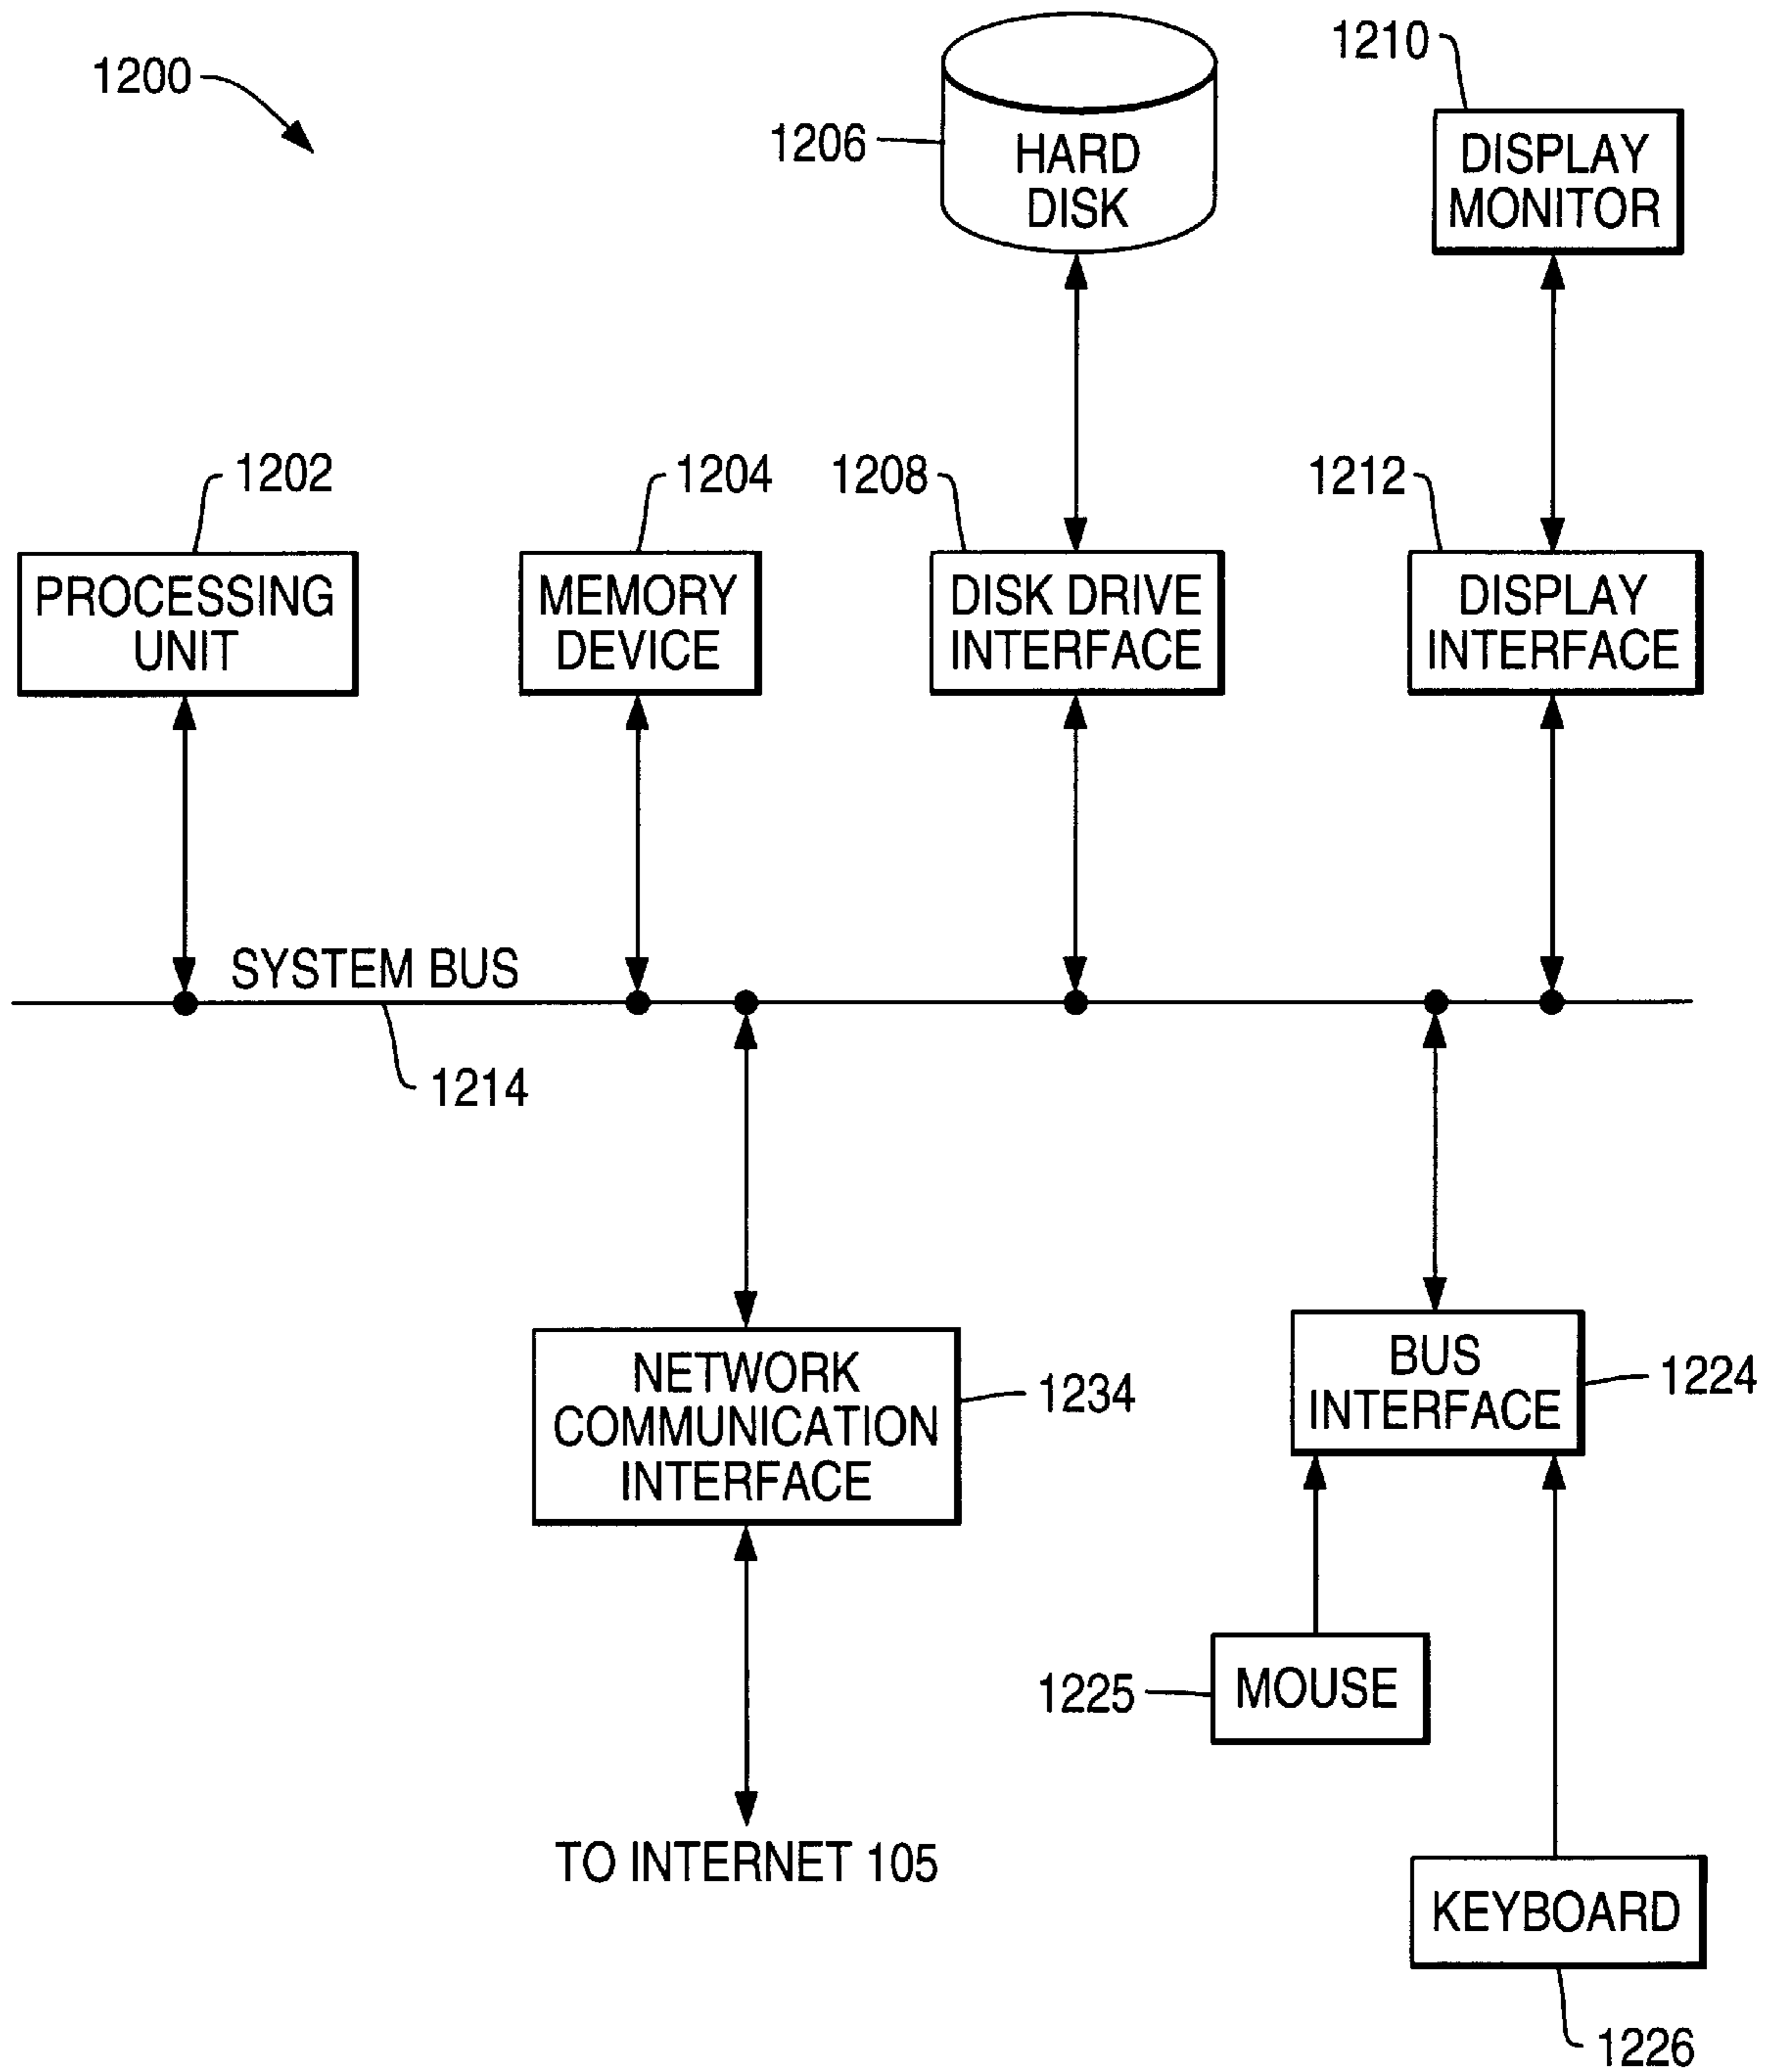 1200
1206
HARD
DISK
1210
DISPLAY
MONITOR
1202
PROCESSING
UNIT
1204
MEMORY
DEVICE
1208
DISK DRIVE
INTERFACE
1212
DISPLAY
INTERFACE
SYSTEM BUS
1214
NETWORK
COMMUNICATION
INTERFACE
1234
BUS
INTERFACE
1224
1225
MOUSE
TO INTERNET 105
KEYBOARD
1226